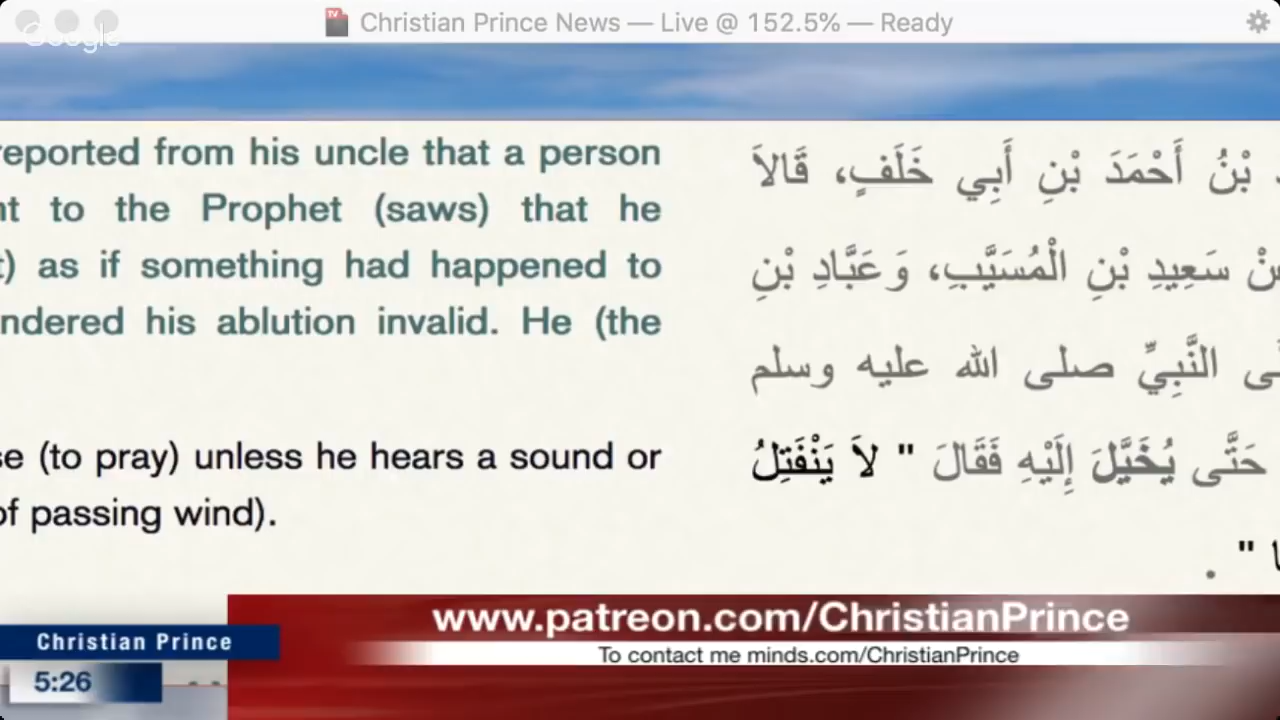 Christian Prince News — Live @ 152.5% — Ready
Google
reported from his uncle that a person
to the Prophet (saws) that he
as if something had happened to
his ablution invalid. He (the
(to pray) unless he hears a sound or
of passing wind).
بْنُ أَحْمَدَ بْنِ أَبِي خَلَفٍ، قَالاَ
سَعِيدِ بْنِ الْمُسَيَّبِ، وَعَبَّادِ بْنِ
النَّبِيِّ صلى الله عليه وسلم
حَتَّى يُخَيَّلَ إِلَيْهِ فَقَالَ " لاَ يَنْفَتِلُ
" .
www.patreon.com/ChristianPrince
To contact me minds.com/ChristianPrince
Christian Prince
5:26